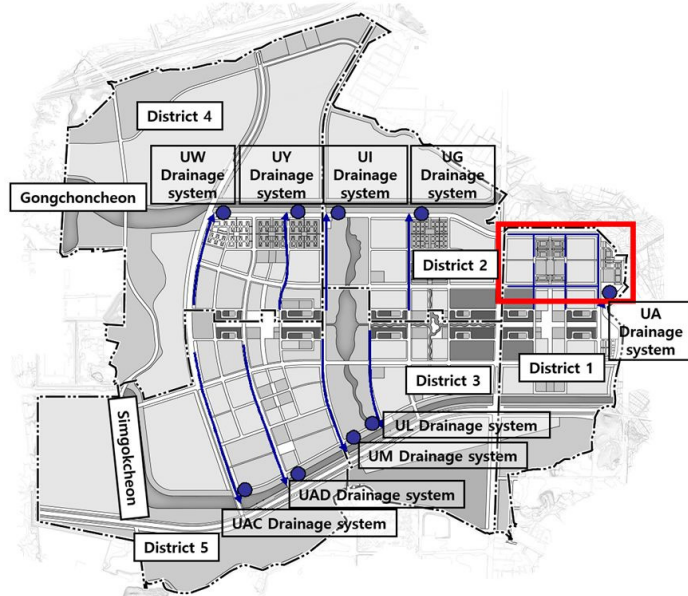 District 4
UW
Drainage
system
UY
Drainage
system
UI
Drainage
system
UG
Drainage
system
Gongchoncheon
District 2
UA
Drainage
system
District 1
District 3
Simgokcheon
UL Drainage system
UM Drainage system
UAD Drainage system
UAC Drainage system
District 5